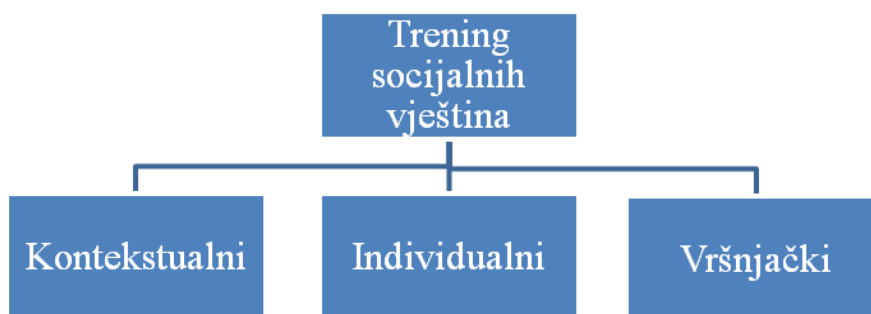 Trening
socijalnih
vještina
Kontekstualni
Individualni
Vršnjački